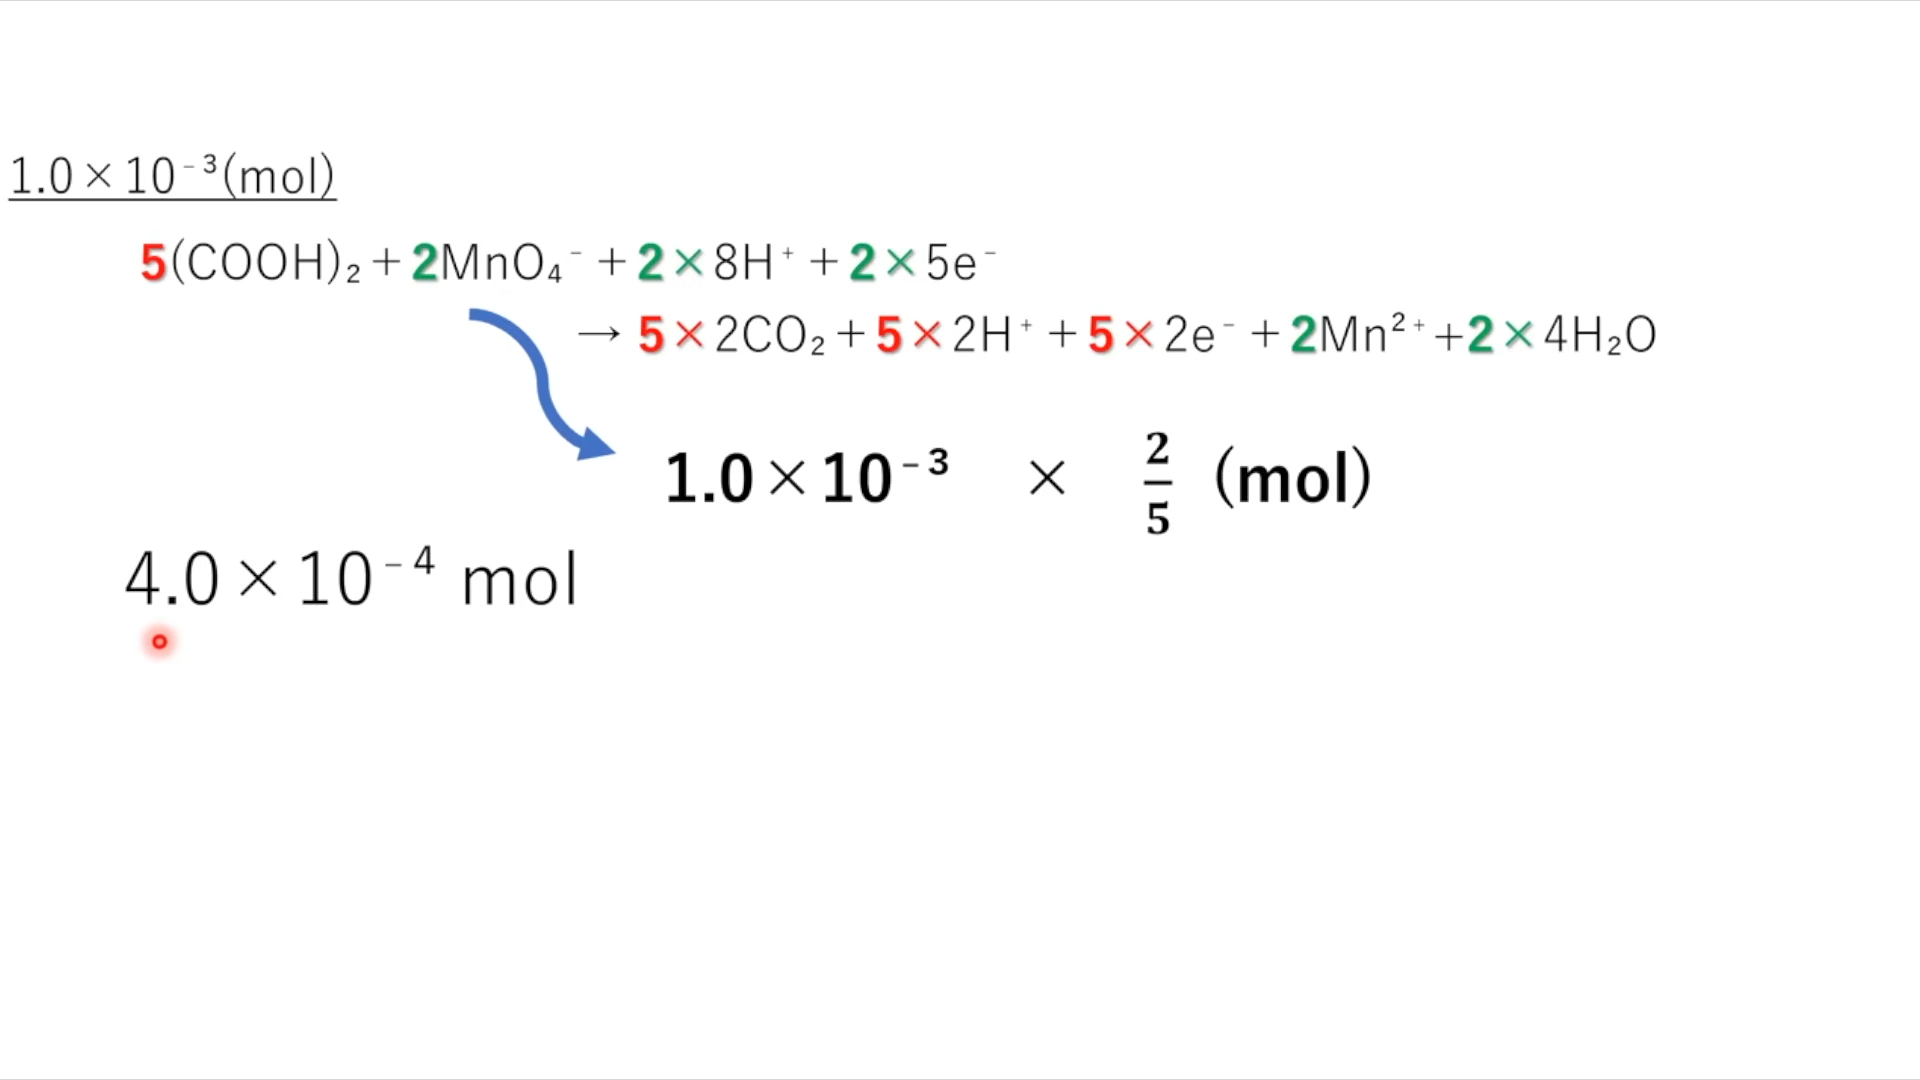 1.0×10⁻³(mol)
5(COOH)₂+2MnO₄⁻+2×8H⁺+2×5e⁻
→5×2CO₂+5×2H⁺+5×2e⁻+2Mn²⁺+2×4H₂O
1.0×10⁻³ × 2/5 (mol)
4.0×10⁻⁴ mol